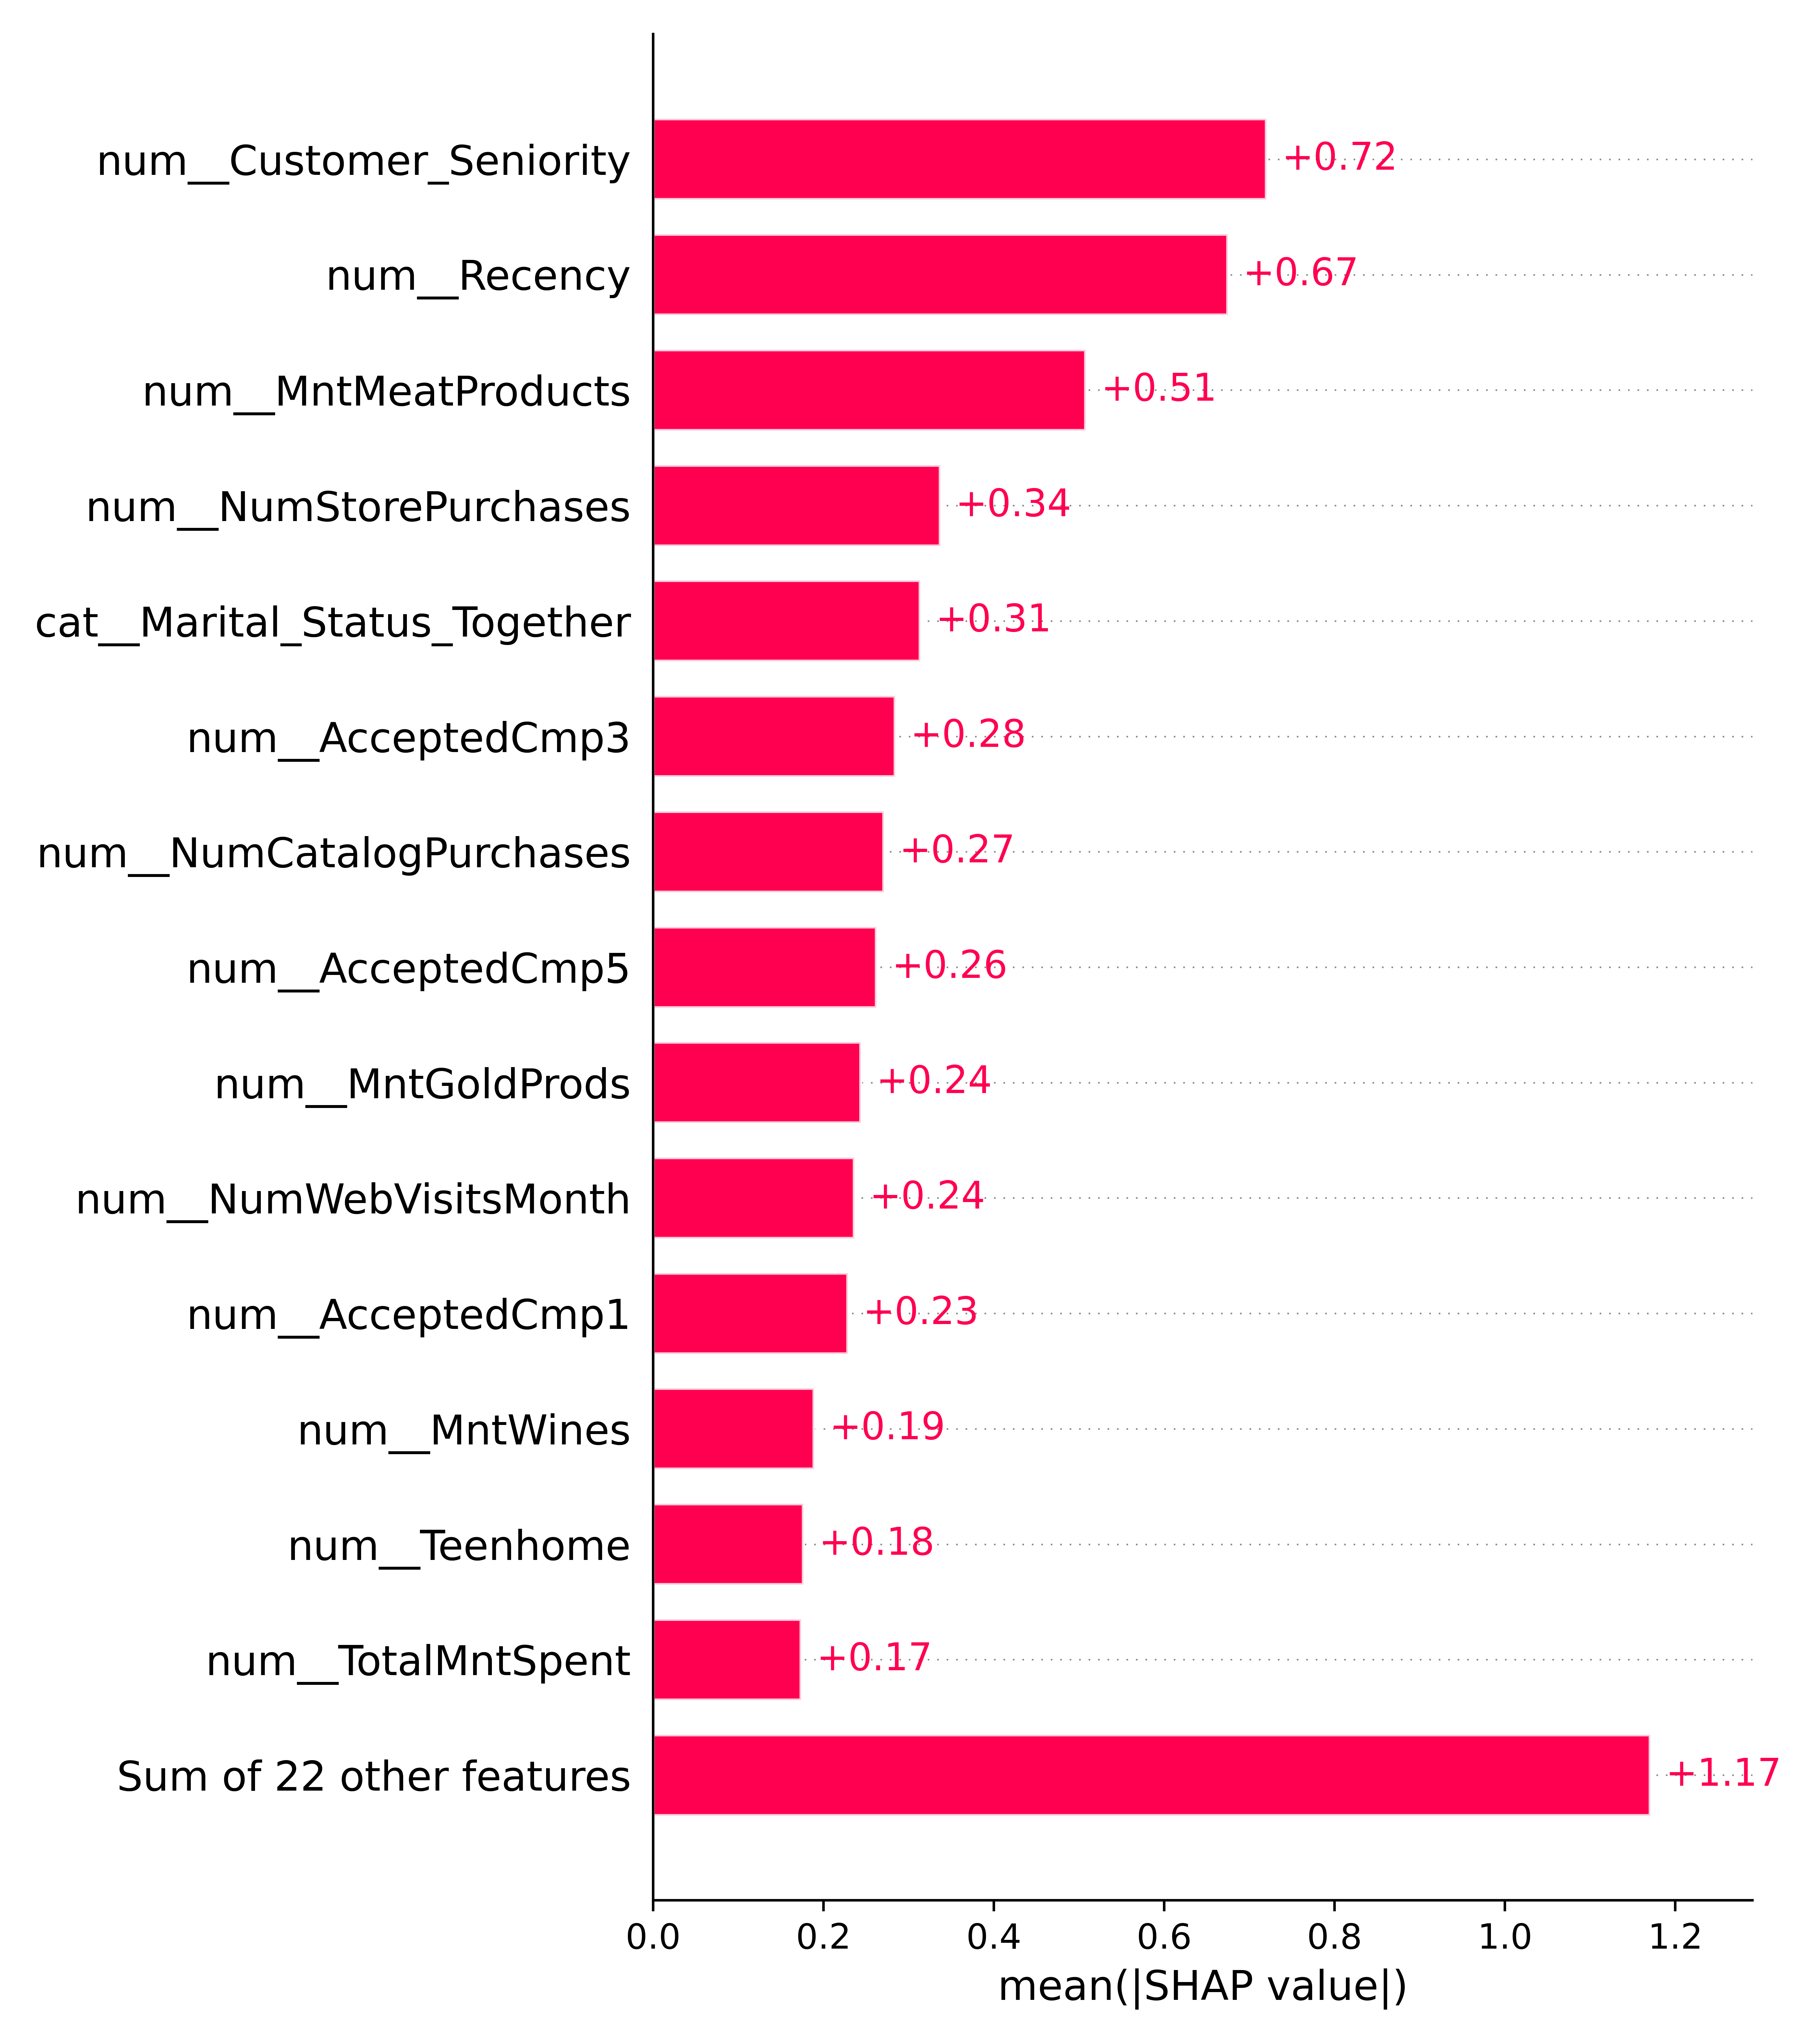 num__Customer_Seniority +0.72
num__Recency +0.67
num__MntMeatProducts +0.51
num__NumStorePurchases +0.34
cat__Marital_Status_Together +0.31
num__AcceptedCmp3 +0.28
num__NumCatalogPurchases +0.27
num__AcceptedCmp5 +0.26
num__MntGoldProds +0.24
num__NumWebVisitsMonth +0.24
num__AcceptedCmp1 +0.23
num__MntWines +0.19
num__Teenhome +0.18
num__TotalMntSpent +0.17
Sum of 22 other features +1.17
0.0 0.2 0.4 0.6 0.8 1.0 1.2
mean(|SHAP value|)